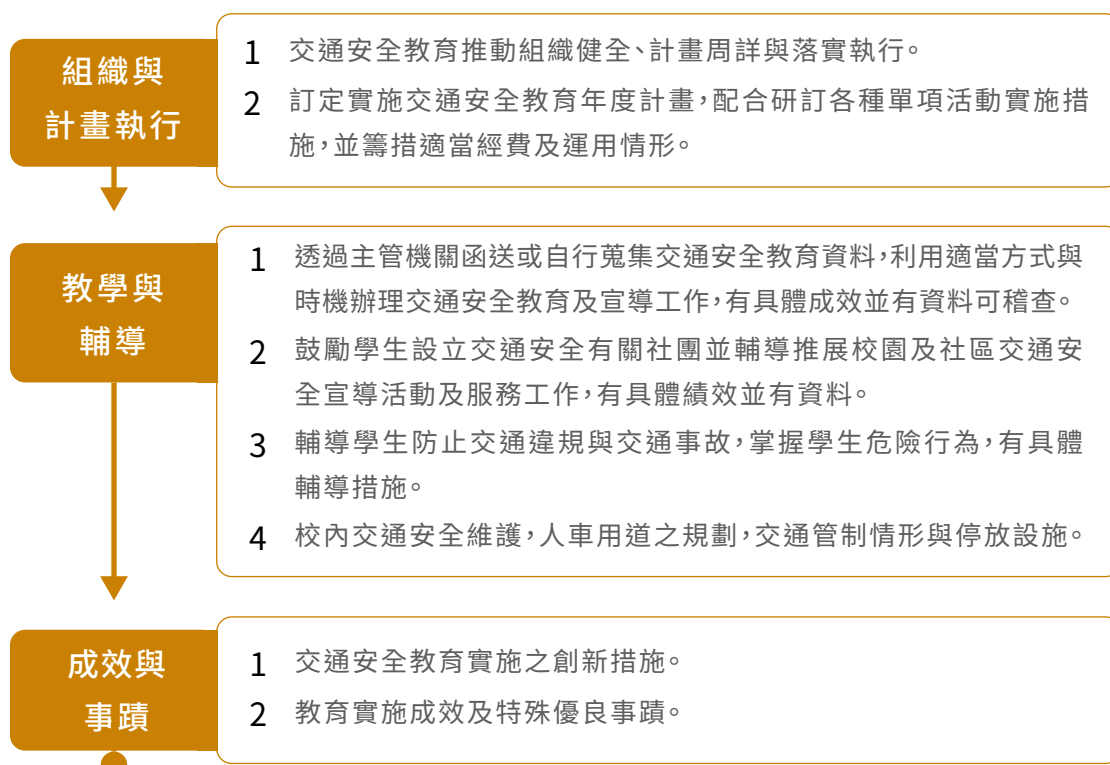 組織與
計畫執行
1 交通安全教育推動組織健全、計畫周詳與落實執行。
2 訂定實施交通安全教育年度計畫,配合研訂各種單項活動實施措
施,並籌措適當經費及運用情形。
教學與
輔導
1 透過主管機關函送或自行蒐集交通安全教育資料,利用適當方式與
時機辦理交通安全教育及宣導工作,有具體成效並有資料可稽查。
2 鼓勵學生設立交通安全有關社團並輔導推展校園及社區交通安
全宣導活動及服務工作,有具體績效並有資料。
3 輔導學生防止交通違規與交通事故,掌握學生危險行為,有具體
輔導措施。
4 校內交通安全維護,人車用道之規劃,交通管制情形與停放設施。
成效與
事蹟
1 交通安全教育實施之創新措施。
2 教育實施成效及特殊優良事蹟。